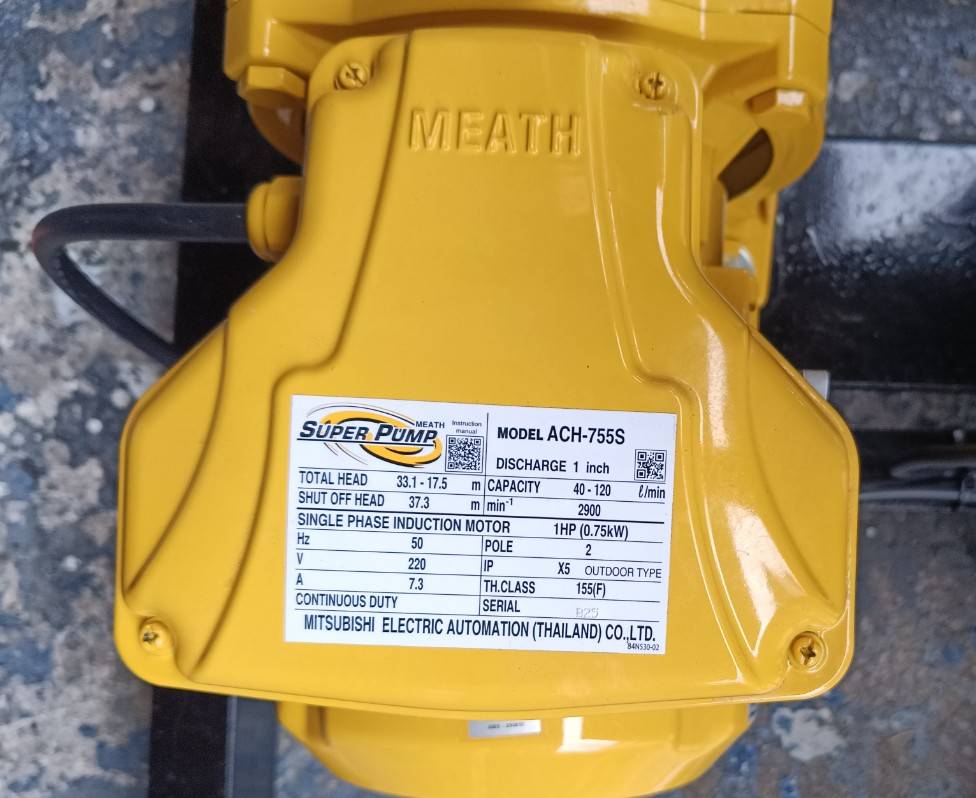 MEATH
SUPER PUMP MEATH
Instruction manual
MODEL ACH-755S
DISCHARGE 1 inch
TOTAL HEAD 33.1 - 17.5 m CAPACITY 40 - 120 ℓ/min
SHUT OFF HEAD 37.3 m min-1 2900
SINGLE PHASE INDUCTION MOTOR 1HP (0.75kW)
Hz 50 POLE 2
V 220 IP X5 OUTDOOR TYPE
A 7.3 TH.CLASS 155(F)
CONTINUOUS DUTY SERIAL
MITSUBISHI ELECTRIC AUTOMATION (THAILAND) CO.,LTD.
84N530-02